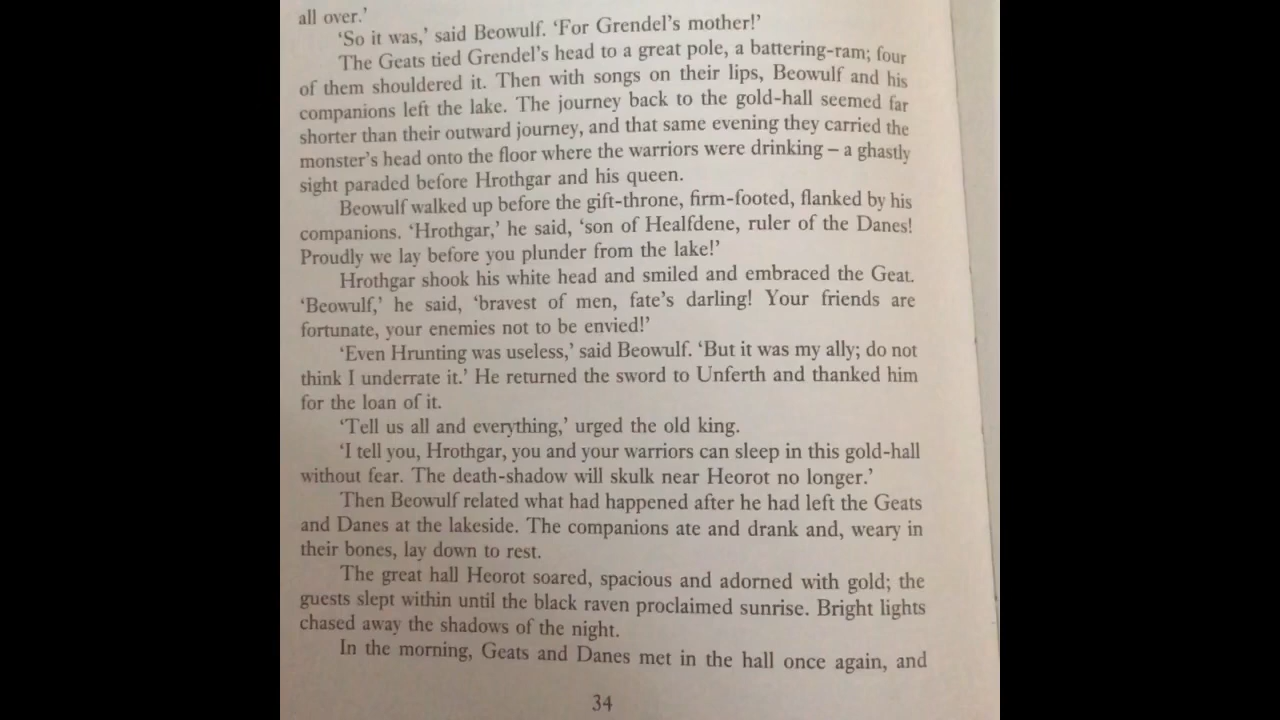 all over.'
'So it was,' said Beowulf. 'For Grendel's mother!'
The Geats tied Grendel's head to a great pole, a battering-ram; four
of them shouldered it. Then with songs on their lips, Beowulf and his
companions left the lake. The journey back to the gold-hall seemed far
shorter than their outward journey, and that same evening they carried the
monster's head onto the floor where the warriors were drinking – a ghastly
sight paraded before Hrothgar and his queen.
Beowulf walked up before the gift-throne, firm-footed, flanked by his
companions. 'Hrothgar,' he said, 'son of Healfdene, ruler of the Danes!
Proudly we lay before you plunder from the lake!'
Hrothgar shook his white head and smiled and embraced the Geat.
'Beowulf,' he said, 'bravest of men, fate's darling! Your friends are
fortunate, your enemies not to be envied!'
'Even Hrunting was useless,' said Beowulf. 'But it was my ally; do not
think I underrate it.' He returned the sword to Unferth and thanked him
for the loan of it.
'Tell us all and everything,' urged the old king.
'I tell you, Hrothgar, you and your warriors can sleep in this gold-hall
without fear. The death-shadow will skulk near Heorot no longer.'
Then Beowulf related what had happened after he had left the Geats
and Danes at the lakeside. The companions ate and drank and, weary in
their bones, lay down to rest.
The great hall Heorot soared, spacious and adorned with gold; the
guests slept within until the black raven proclaimed sunrise. Bright lights
chased away the shadows of the night.
In the morning, Geats and Danes met in the hall once again, and
34